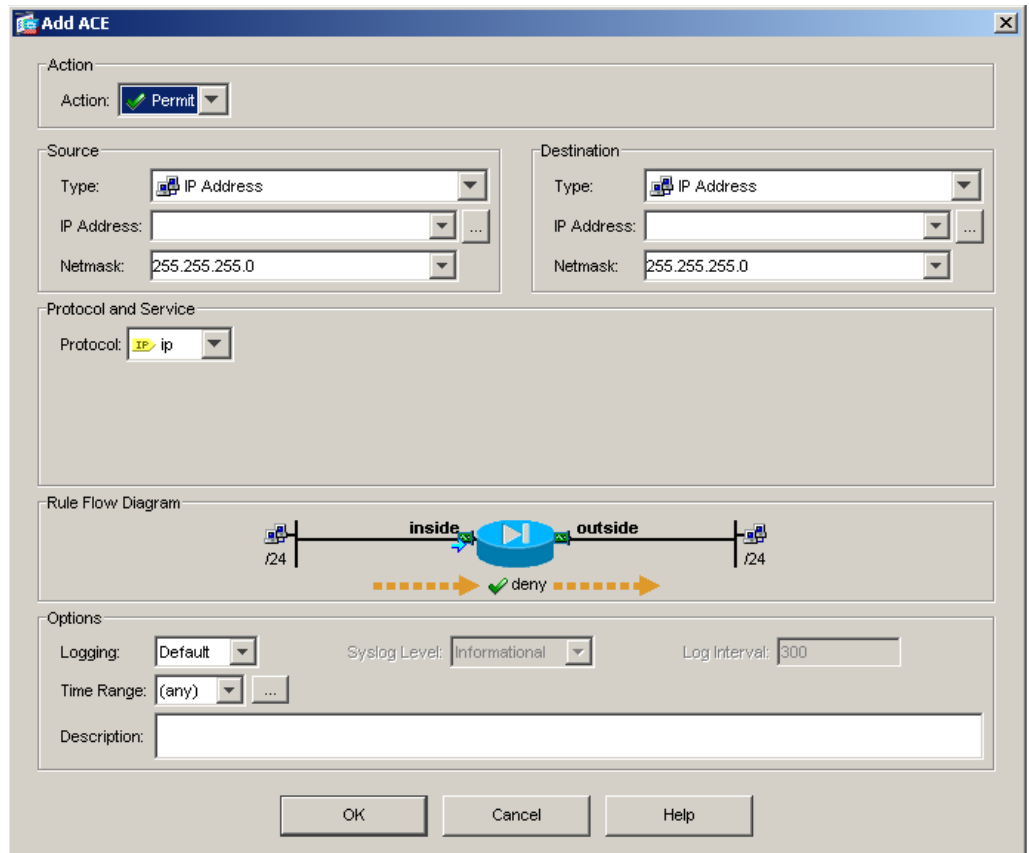 Add ACE
Action
Action: Permit
Source
Type: IP Address
IP Address: ...
Netmask: 255.255.255.0
Destination
Type: IP Address
IP Address: ...
Netmask: 255.255.255.0
Protocol and Service
Protocol: IP ip
Rule Flow Diagram
inside outside
/24 /24
deny
Options
Logging: Default Syslog Level: Informational Log Interval: 300
Time Range: (any) ...
Description:
OK Cancel Help